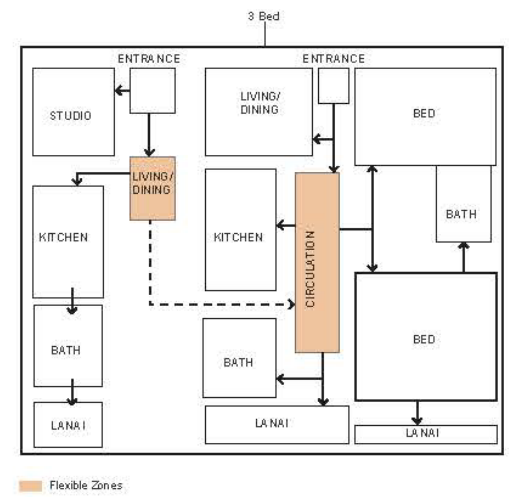 3 Bed
ENTRANCE
ENTRANCE
STUDIO
LIVING/
DINING
BED
LIVING/
DINING
KITCHEN
KITCHEN
CIRCULATION
BATH
BATH
BATH
BED
LANAI
LANAI
LANAI
Flexible Zones